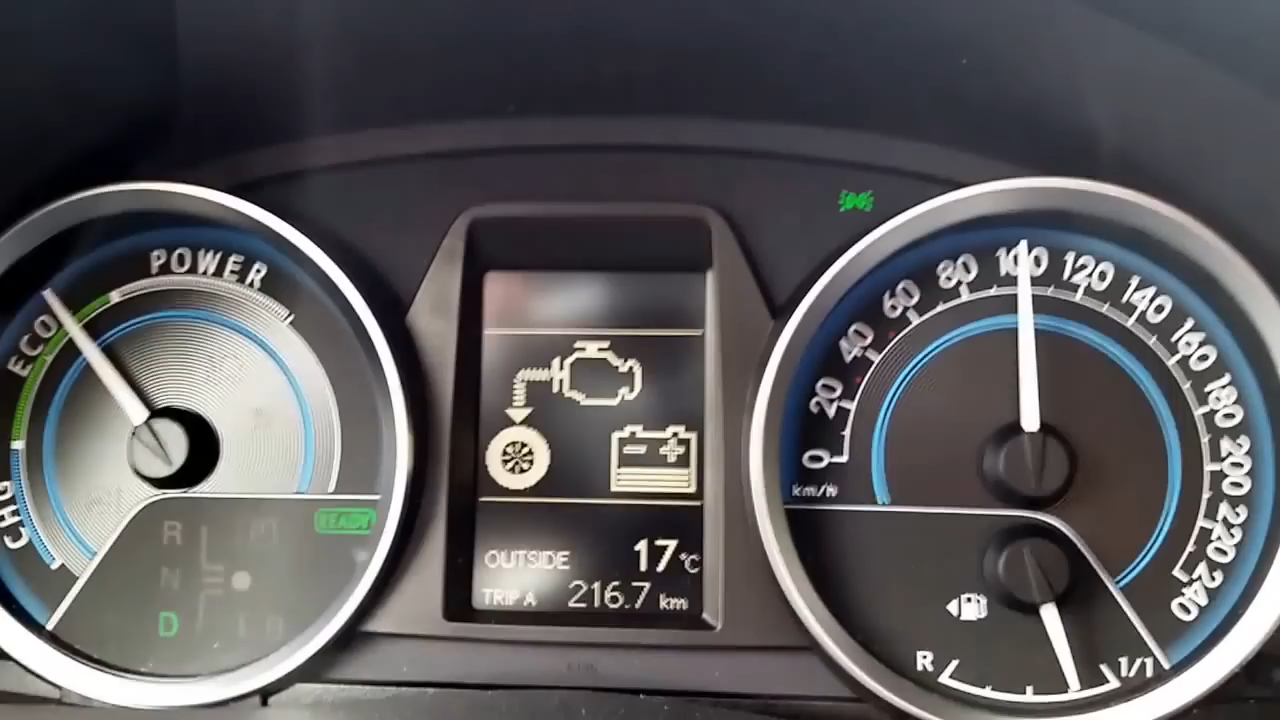 POWER
ECO
CHG
READY
R
N
D
OUTSIDE 17°C
TRIP A 216.7 km
0
20
40
60
80
100
120
140
160
180
200
220
240
km/h
R
1/1